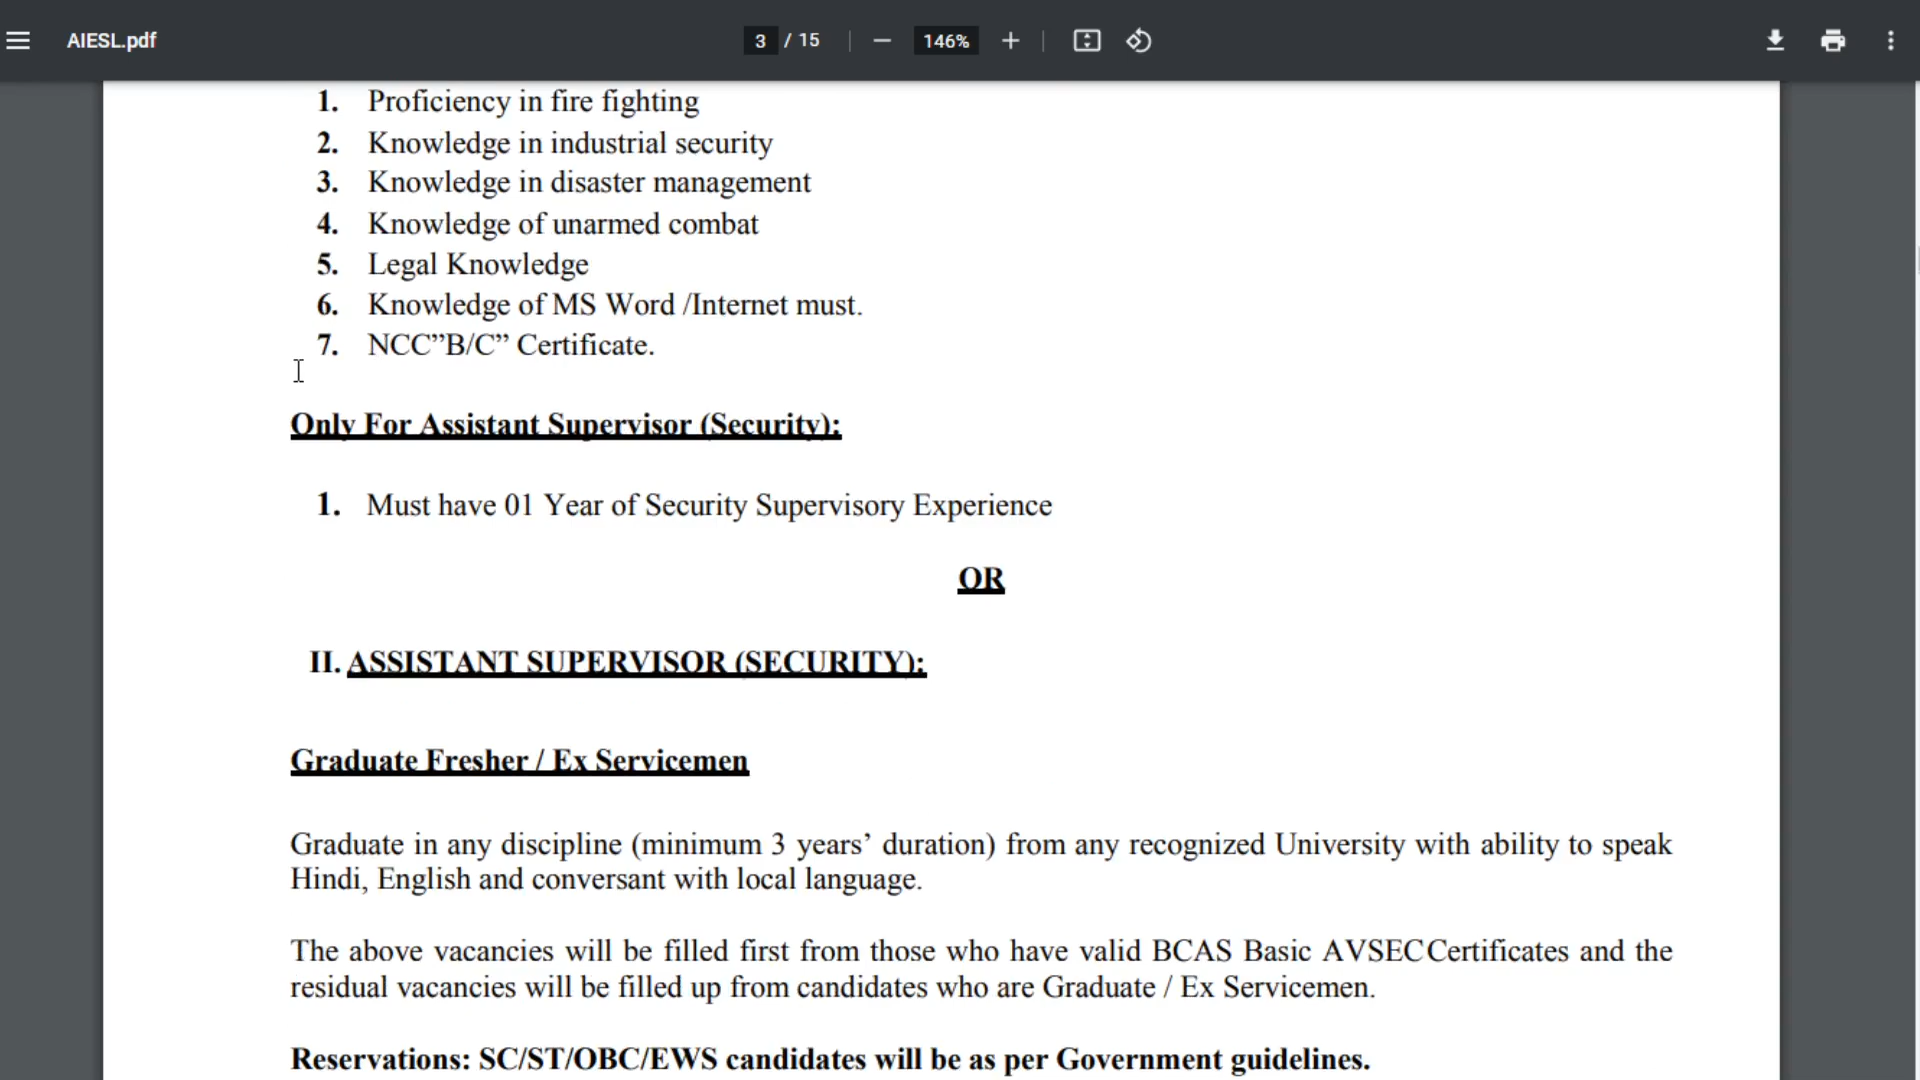 AIESL.pdf
3 / 15
146%
1. Proficiency in fire fighting
2. Knowledge in industrial security
3. Knowledge in disaster management
4. Knowledge of unarmed combat
5. Legal Knowledge
6. Knowledge of MS Word /Internet must.
7. NCC”B/C” Certificate.
Only For Assistant Supervisor (Security):
1. Must have 01 Year of Security Supervisory Experience
OR
II. ASSISTANT SUPERVISOR (SECURITY):
Graduate Fresher / Ex Servicemen
Graduate in any discipline (minimum 3 years’ duration) from any recognized University with ability to speak
Hindi, English and conversant with local language.
The above vacancies will be filled first from those who have valid BCAS Basic AVSECCertificates and the
residual vacancies will be filled up from candidates who are Graduate / Ex Servicemen.
Reservations: SC/ST/OBC/EWS candidates will be as per Government guidelines.